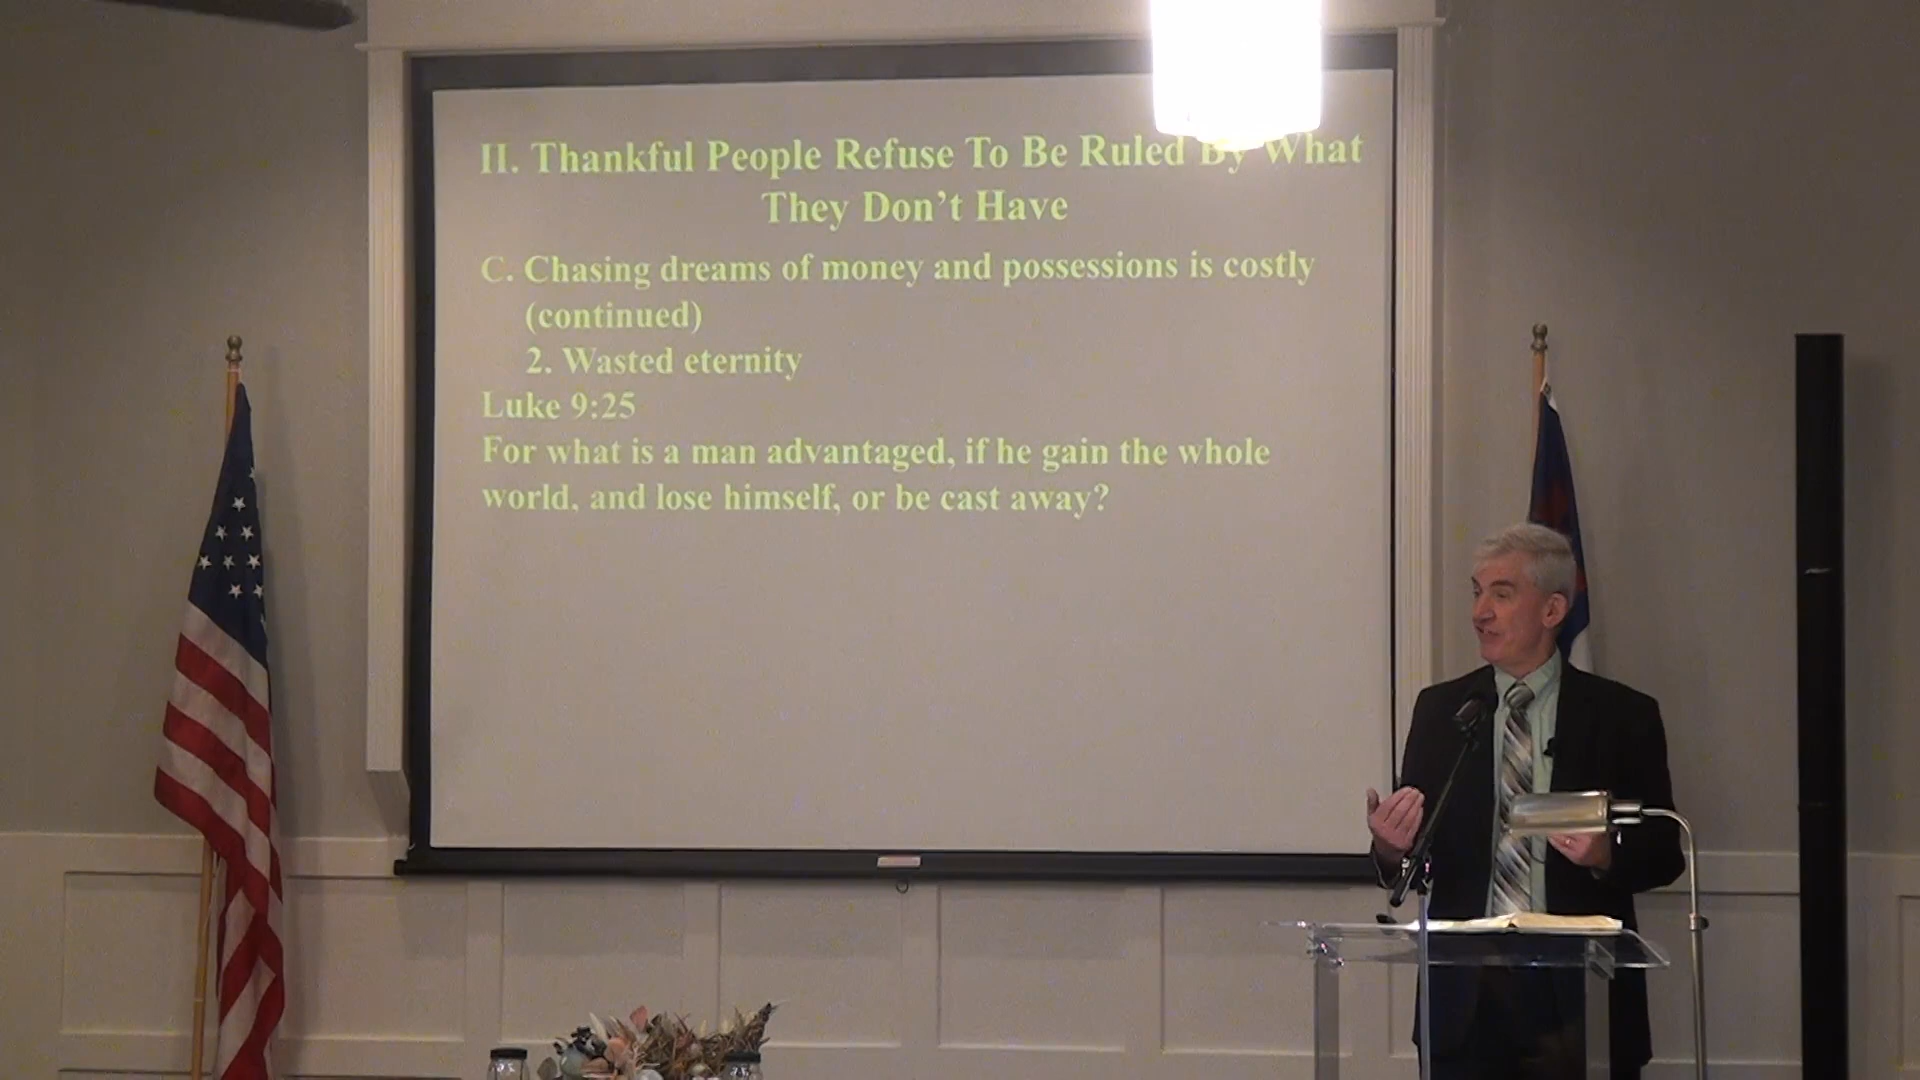 II. Thankful People Refuse To Be Ruled By What
They Don't Have
C. Chasing dreams of money and possessions is costly
(continued)
2. Wasted eternity
Luke 9:25
For what is a man advantaged, if he gain the whole
world, and lose himself, or be cast away?